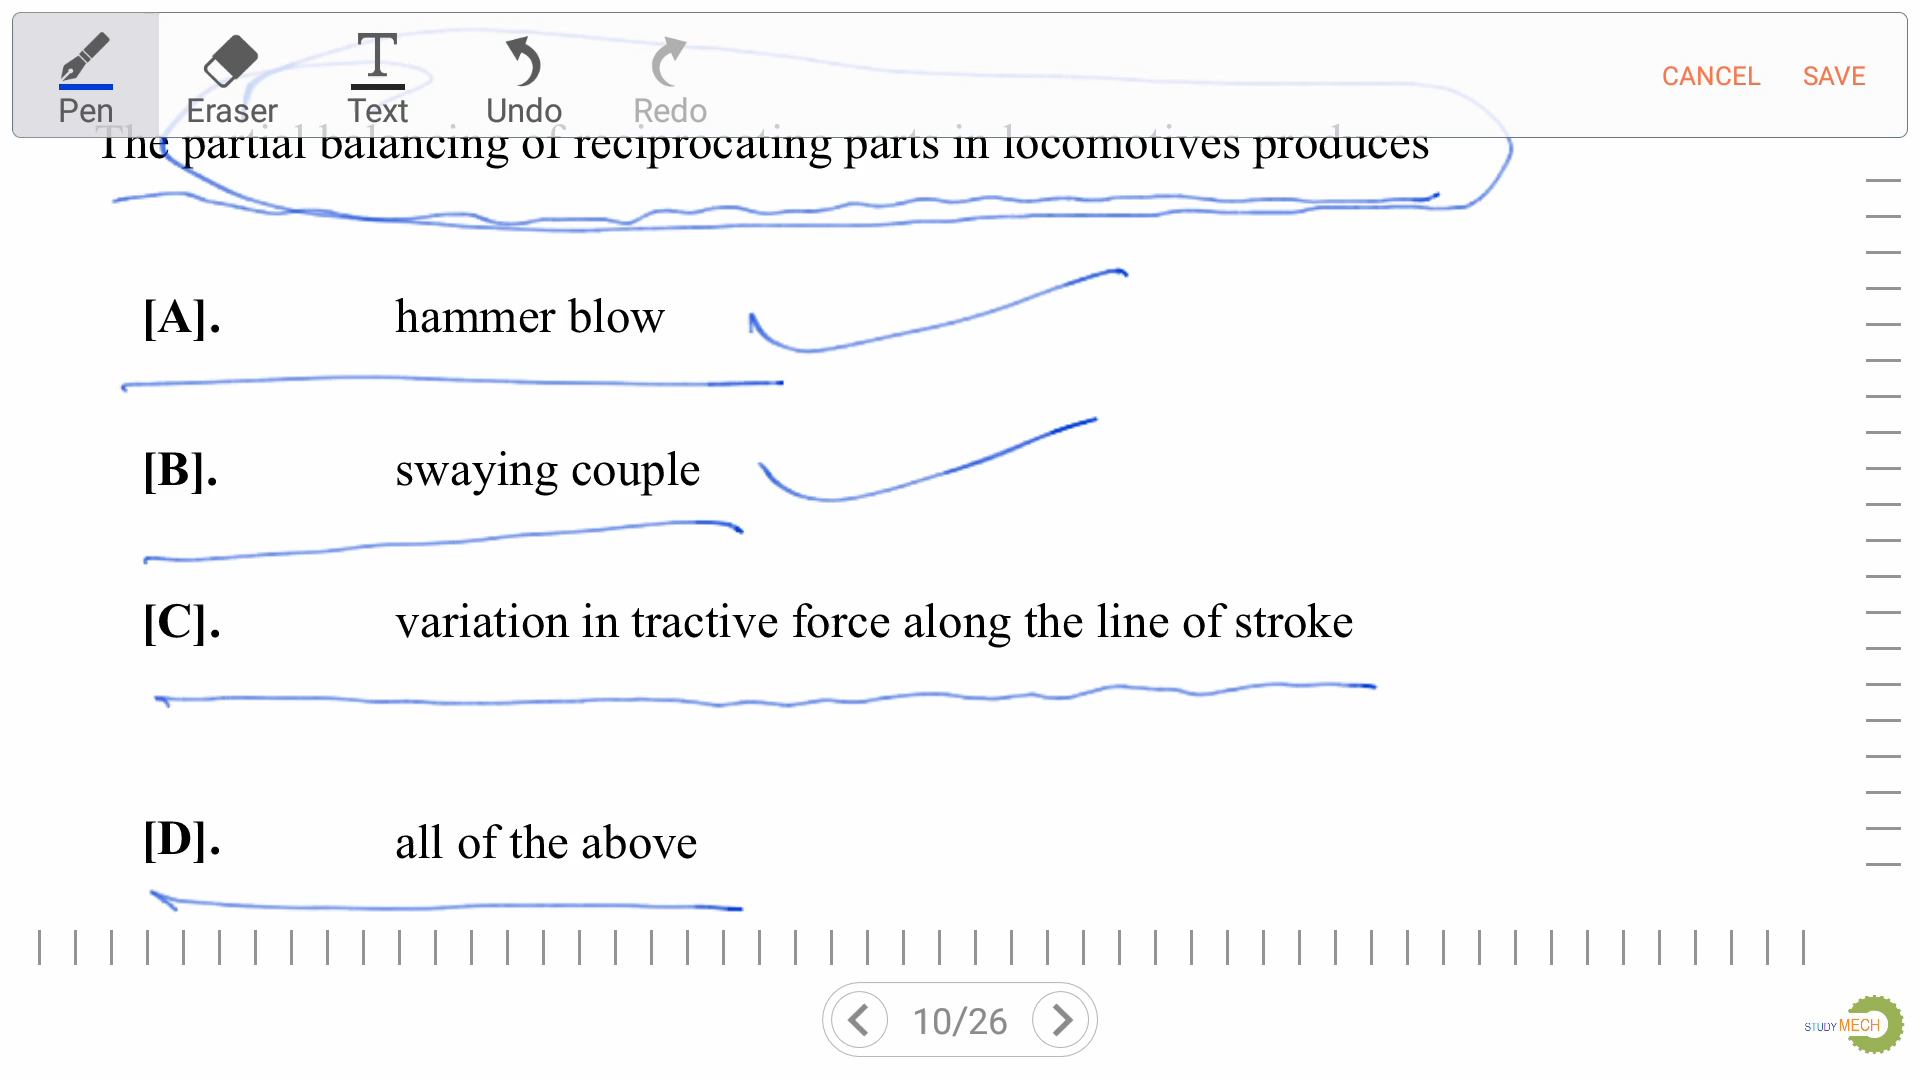 Pen Eraser Text Undo Redo CANCEL SAVE
The partial balancing of reciprocating parts in locomotives produces
[A]. hammer blow
[B]. swaying couple
[C]. variation in tractive force along the line of stroke
[D]. all of the above
10/26
STUDY MECH